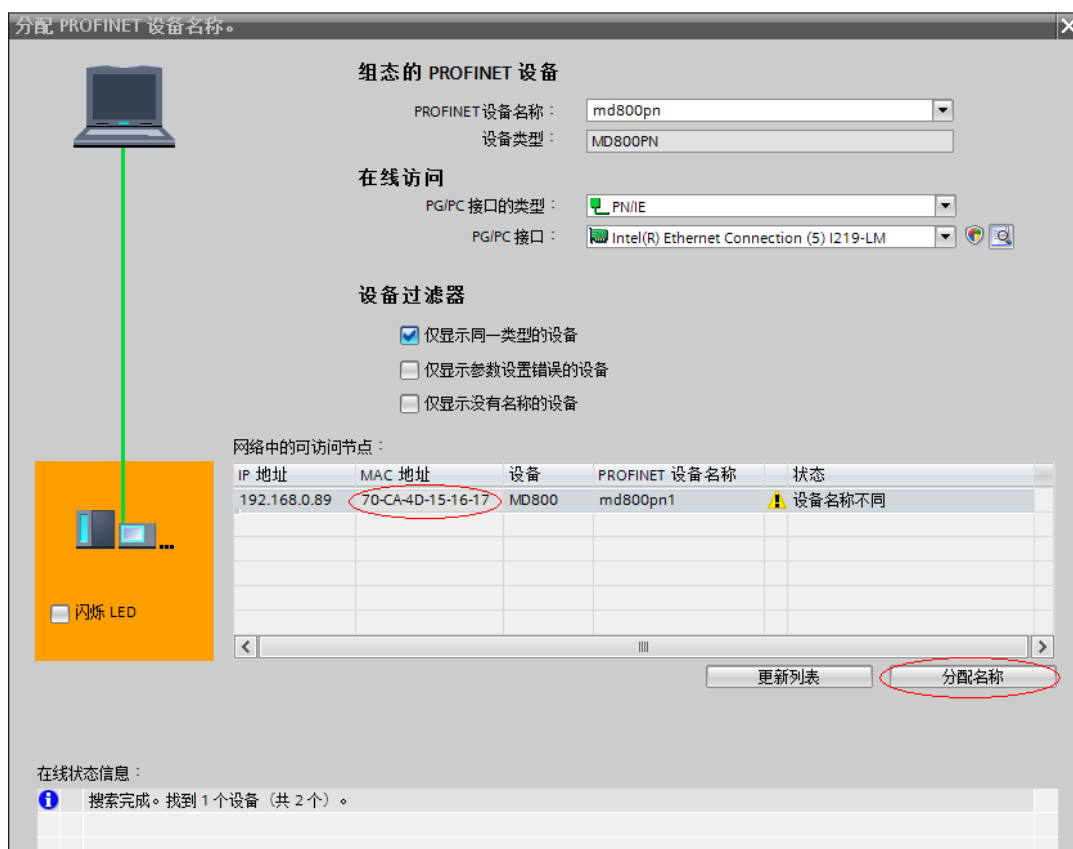 分配 PROFINET 设备名称。
组态的 PROFINET 设备
PROFINET设备名称： md800pn
设备类型： MD800PN
在线访问
PG/PC 接口的类型： PN/IE
PG/PC 接口： Intel(R) Ethernet Connection (5) I219-LM
设备过滤器
仅显示同一类型的设备
仅显示参数设置错误的设备
仅显示没有名称的设备
网络中的可访问节点：
IP 地址 MAC 地址 设备 PROFINET 设备名称 状态
192.168.0.89 70-CA-4D-15-16-17 MD800 md800pn1 设备名称不同
闪烁 LED
更新列表 分配名称
在线状态信息：
搜索完成。找到 1 个设备（共 2 个）。